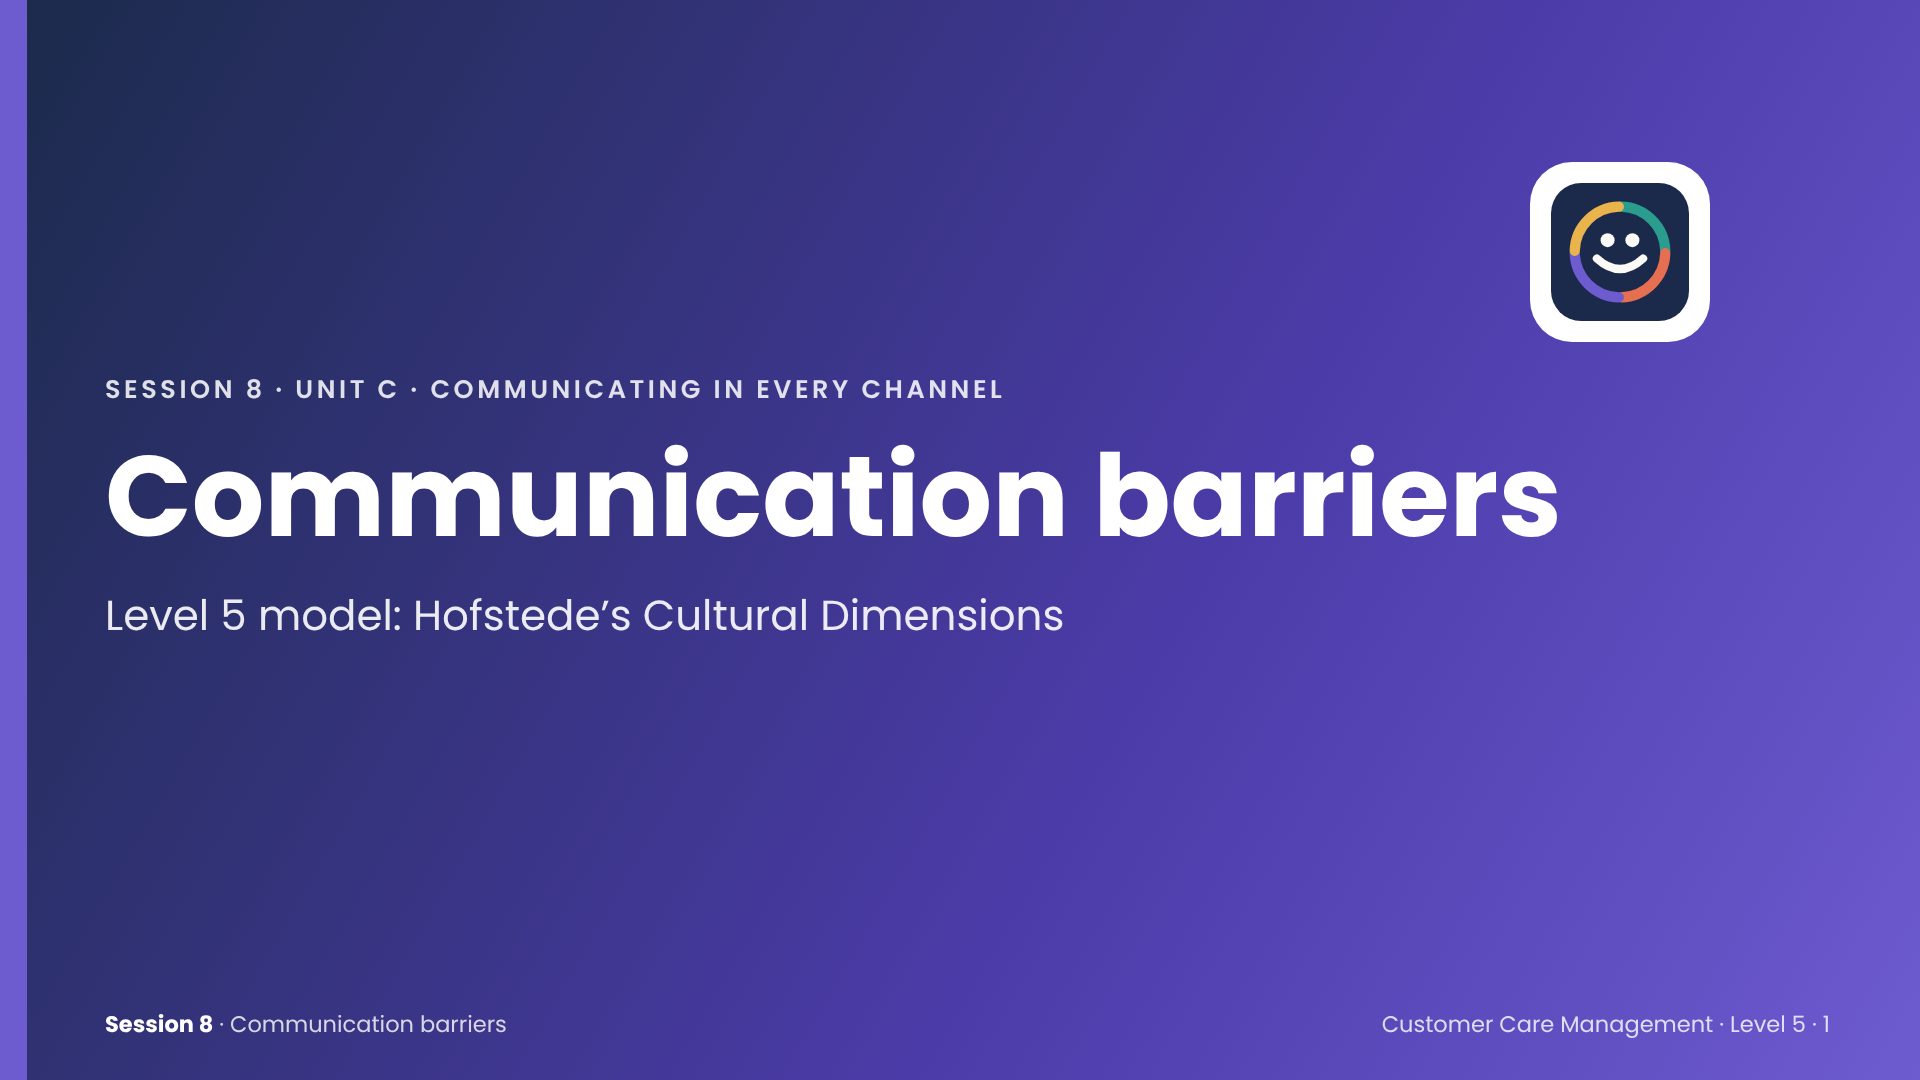 SESSION 8 · UNIT C · COMMUNICATING IN EVERY CHANNEL
Communication barriers
Level 5 model: Hofstede’s Cultural Dimensions
Session 8 · Communication barriers
Customer Care Management · Level 5 · 1